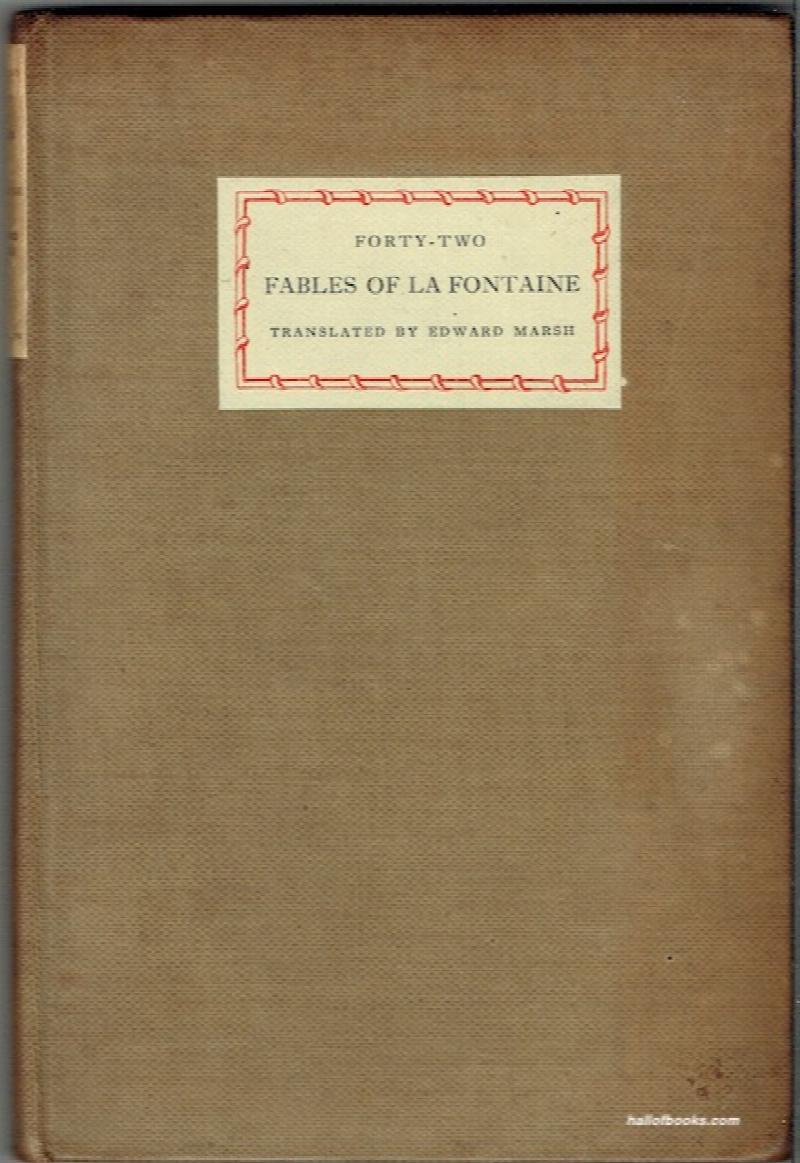 FORTY-TWO
FABLES OF LA FONTAINE
TRANSLATED BY EDWARD MARSH
hallofbooks.com